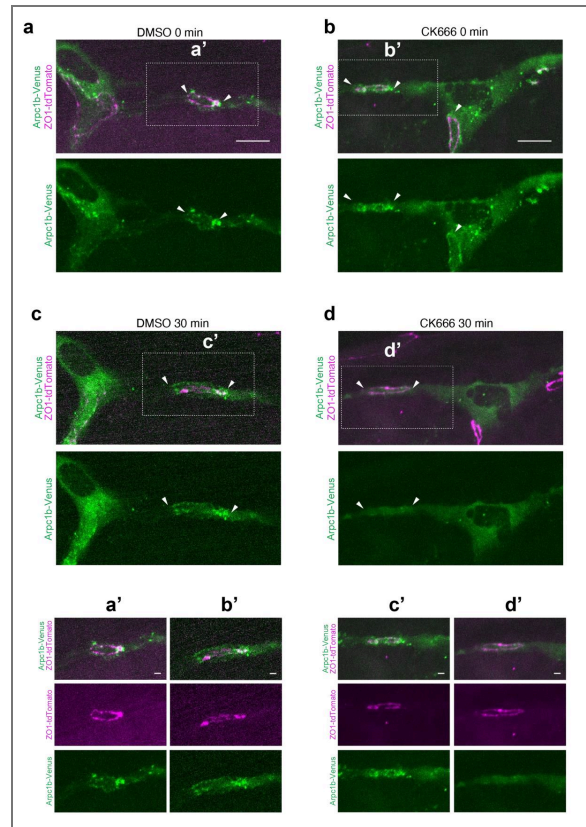 a
DMSO 0 min
a’
Arpc1b-Venus
ZO1-tdTomato
Arpc1b-Venus
b
CK666 0 min
b’
Arpc1b-Venus
ZO1-tdTomato
Arpc1b-Venus
c
DMSO 30 min
c’
Arpc1b-Venus
ZO1-tdTomato
Arpc1b-Venus
d
CK666 30 min
d’
Arpc1b-Venus
ZO1-tdTomato
Arpc1b-Venus
a’
b’
Arpc1b-Venus
ZO1-tdTomato
ZO1-tdTomato
Arpc1b-Venus
c’
d’
Arpc1b-Venus
ZO1-tdTomato
ZO1-tdTomato
Arpc1b-Venus